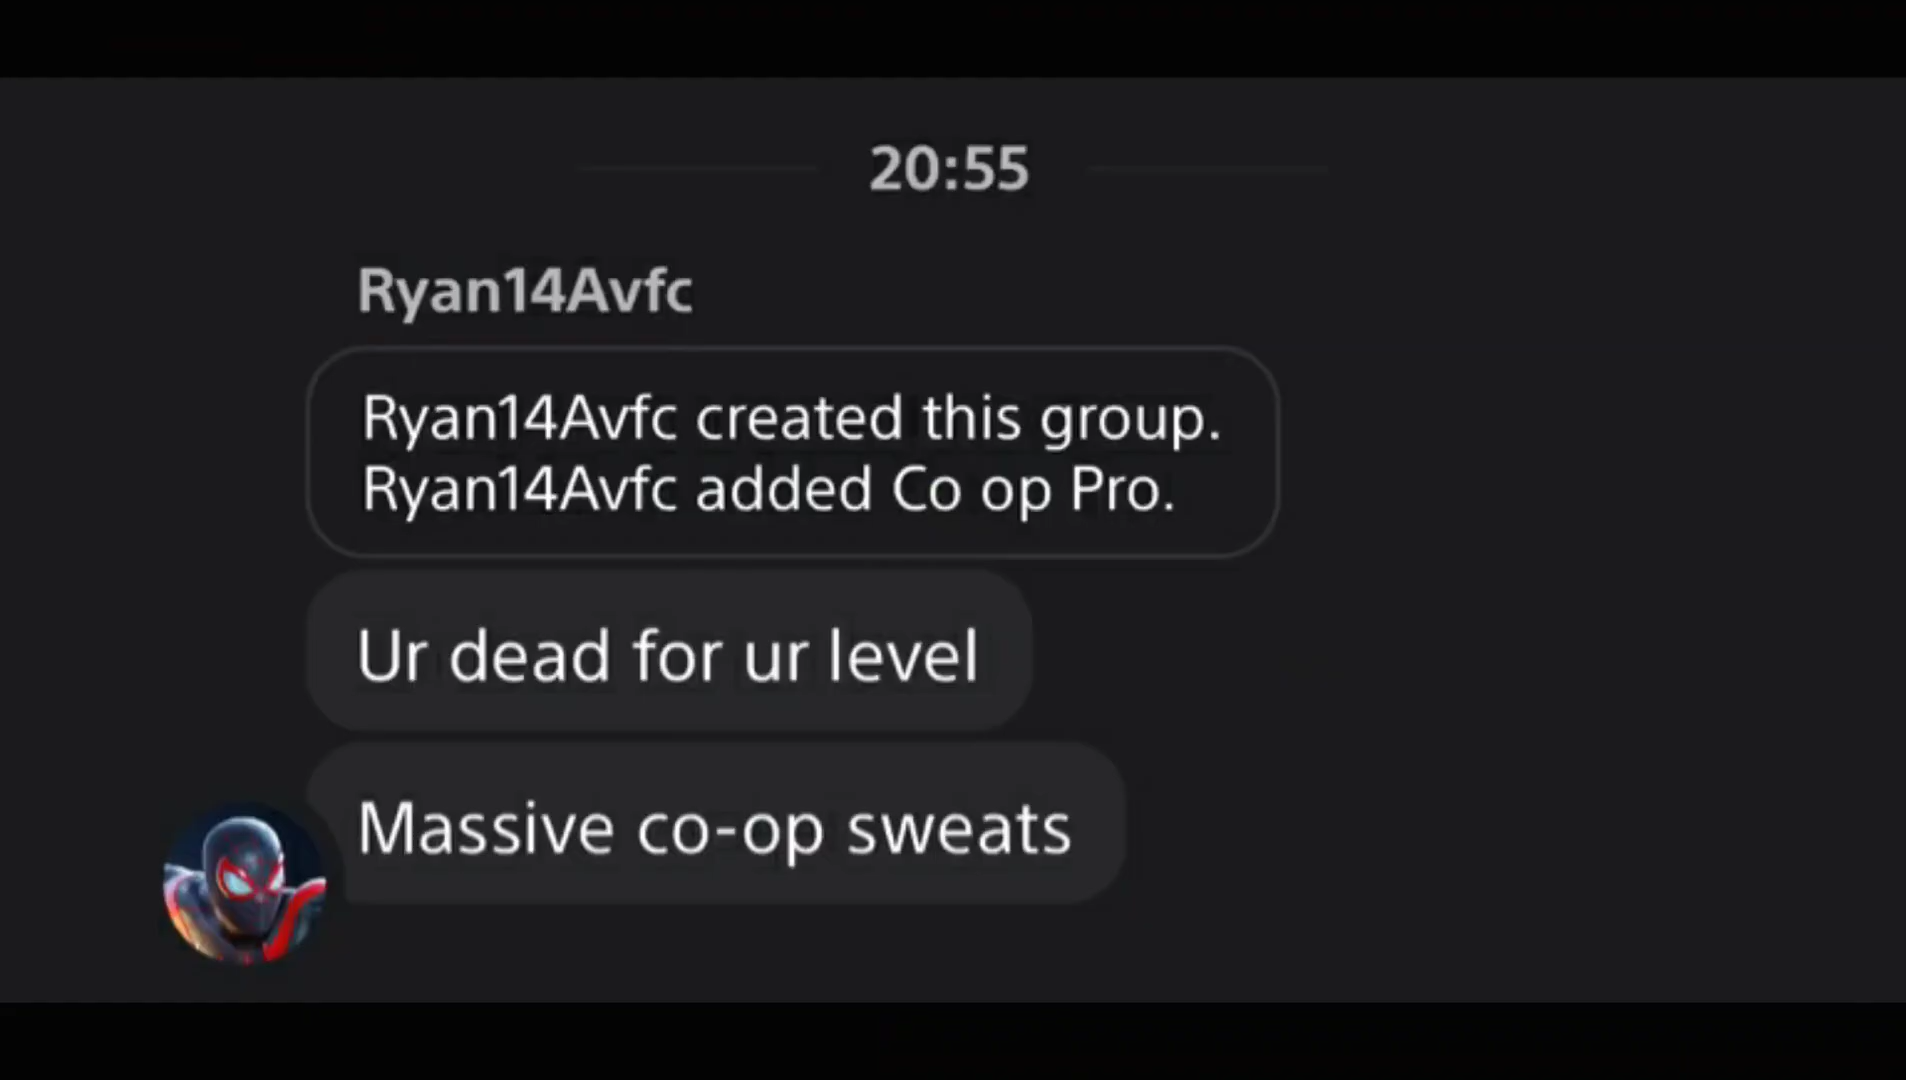 20:55
Ryan14Avfc
Ryan14Avfc created this group.
Ryan14Avfc added Co op Pro.
Ur dead for ur level
Massive co-op sweats